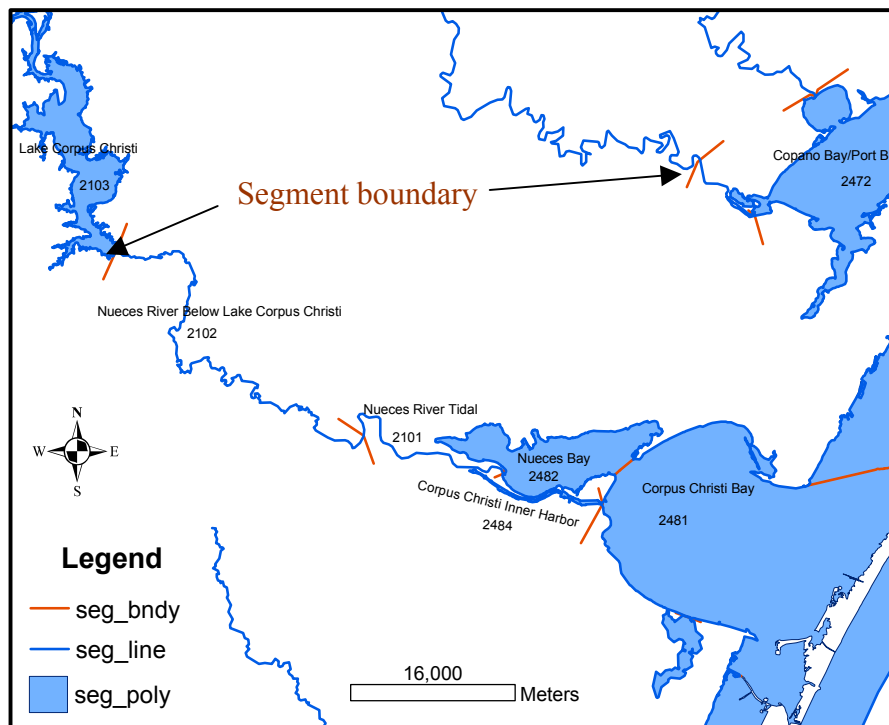 Lake Corpus Christi
2103
Segment boundary
Copano Bay/Port B
2472
Nueces River Below Lake Corpus Christi
2102
Nueces River Tidal
2101
Nueces Bay
2482
Corpus Christi Inner Harbor
2484
Corpus Christi Bay
2481
N
W
E
S
Legend
seg_bndy
seg_line
seg_poly
16,000
Meters